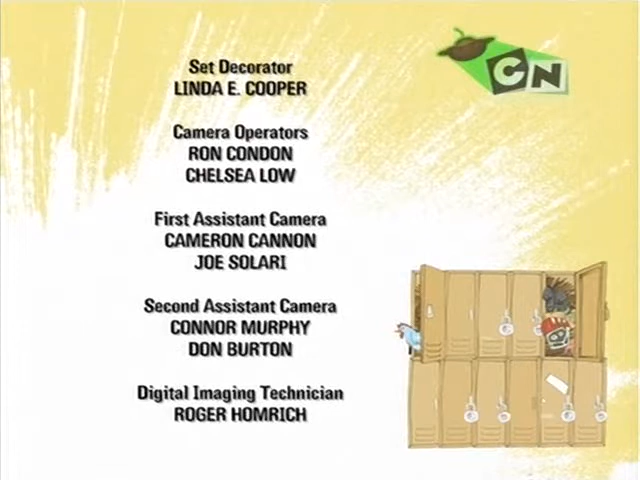 CN
Set Decorator
LINDA E. COOPER
Camera Operators
RON CONDON
CHELSEA LOW
First Assistant Camera
CAMERON CANNON
JOE SOLARI
Second Assistant Camera
CONNOR MURPHY
DON BURTON
Digital Imaging Technician
ROGER HOMRICH